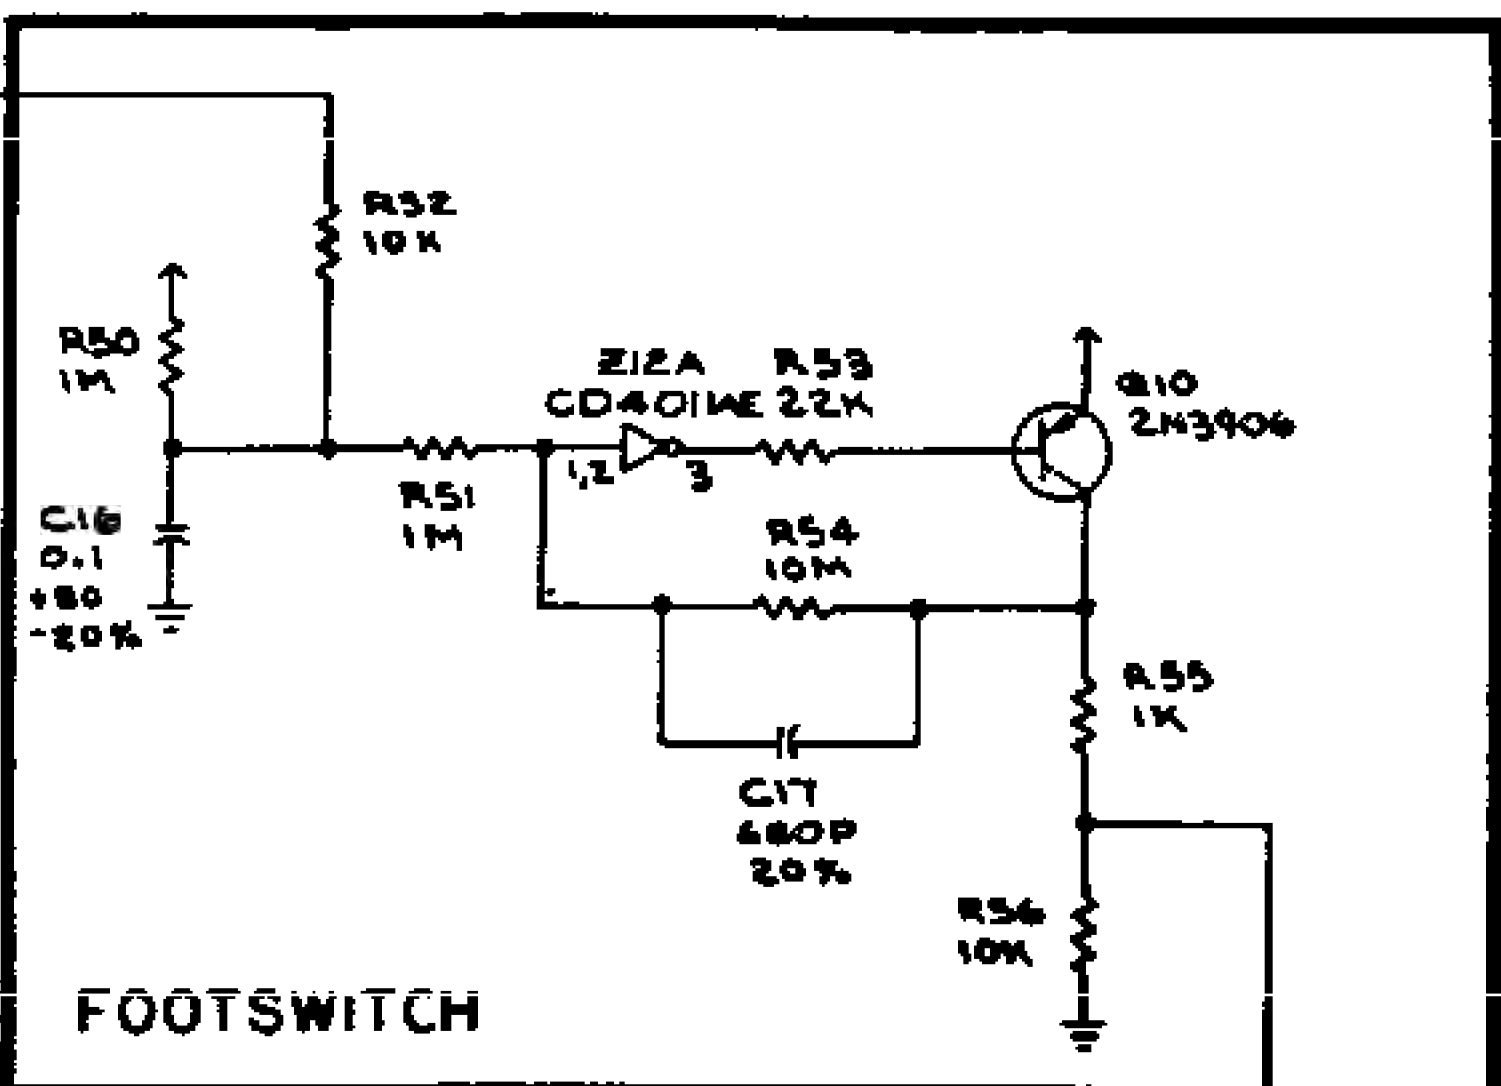 R52
10K
R50
1M
Z12A
CD4011AE
R53
22K
Q10
2N3906
1,2
3
R51
1M
C16
0.1
+80
-20%
R54
10M
R55
1K
C17
680P
20%
R56
10K
FOOTSWITCH